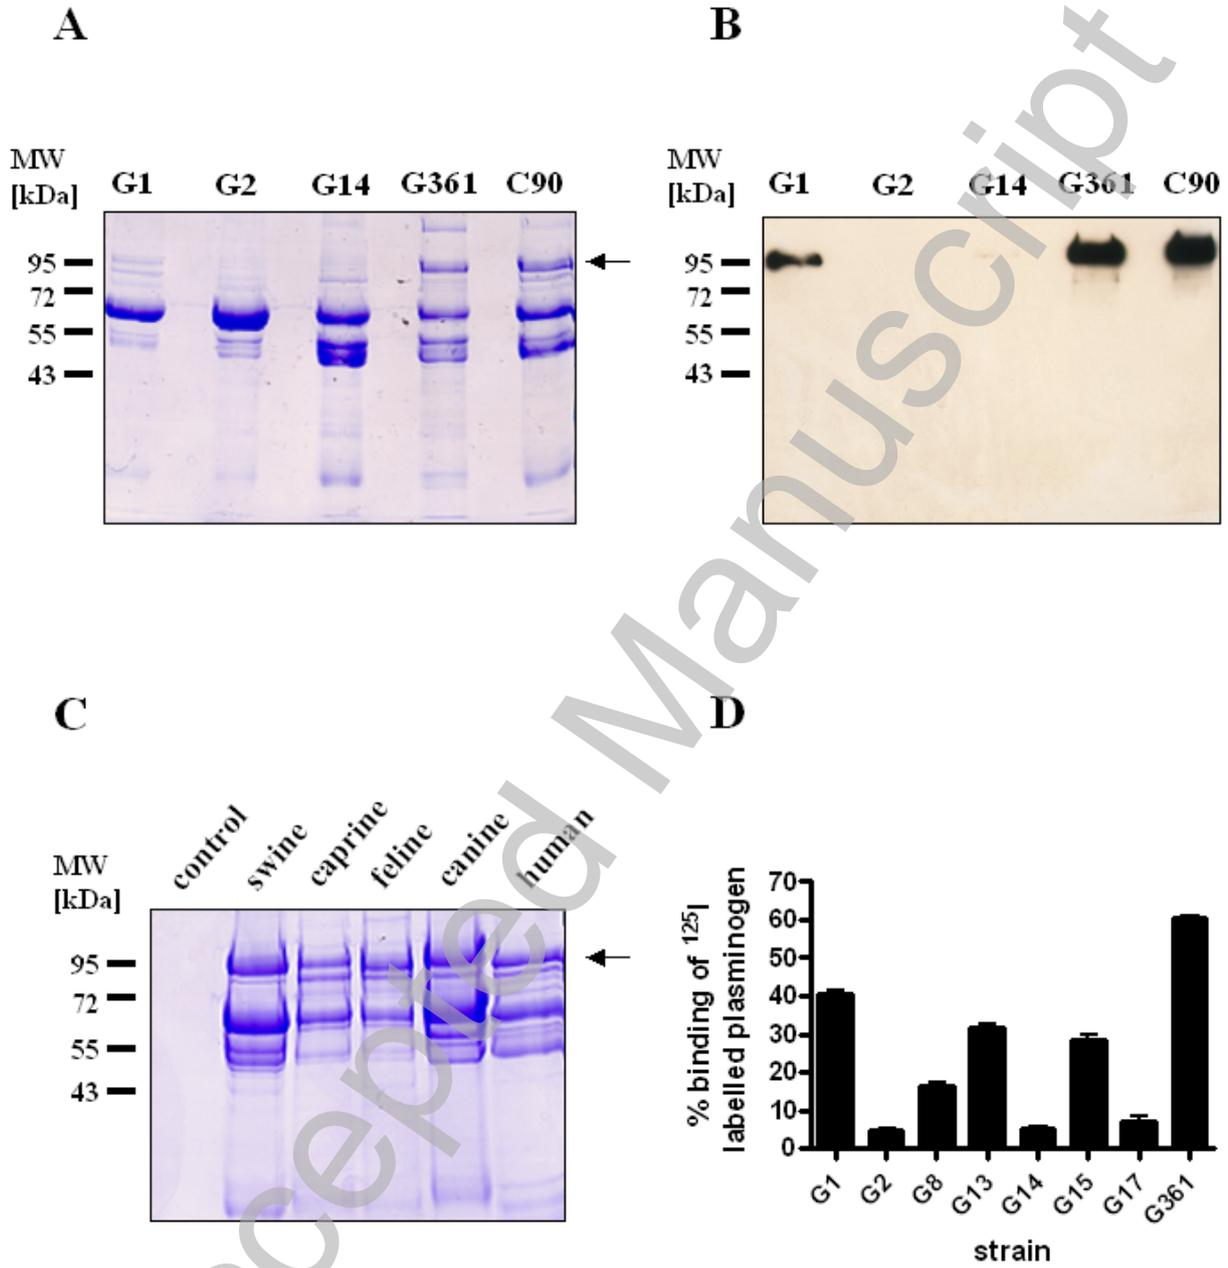 A
MW
[kDa]
G1 G2 G14 G361 C90
95
72
55
43
B
MW
[kDa]
G1 G2 G14 G361 C90
95
72
55
43
C
MW
[kDa]
control swine caprine feline canine human
95
72
55
43
D
% binding of 125I
labelled plasminogen
70
60
50
40
30
20
10
0
G1 G2 G8 G13 G14 G15 G17 G361
strain
cepted Manuscript